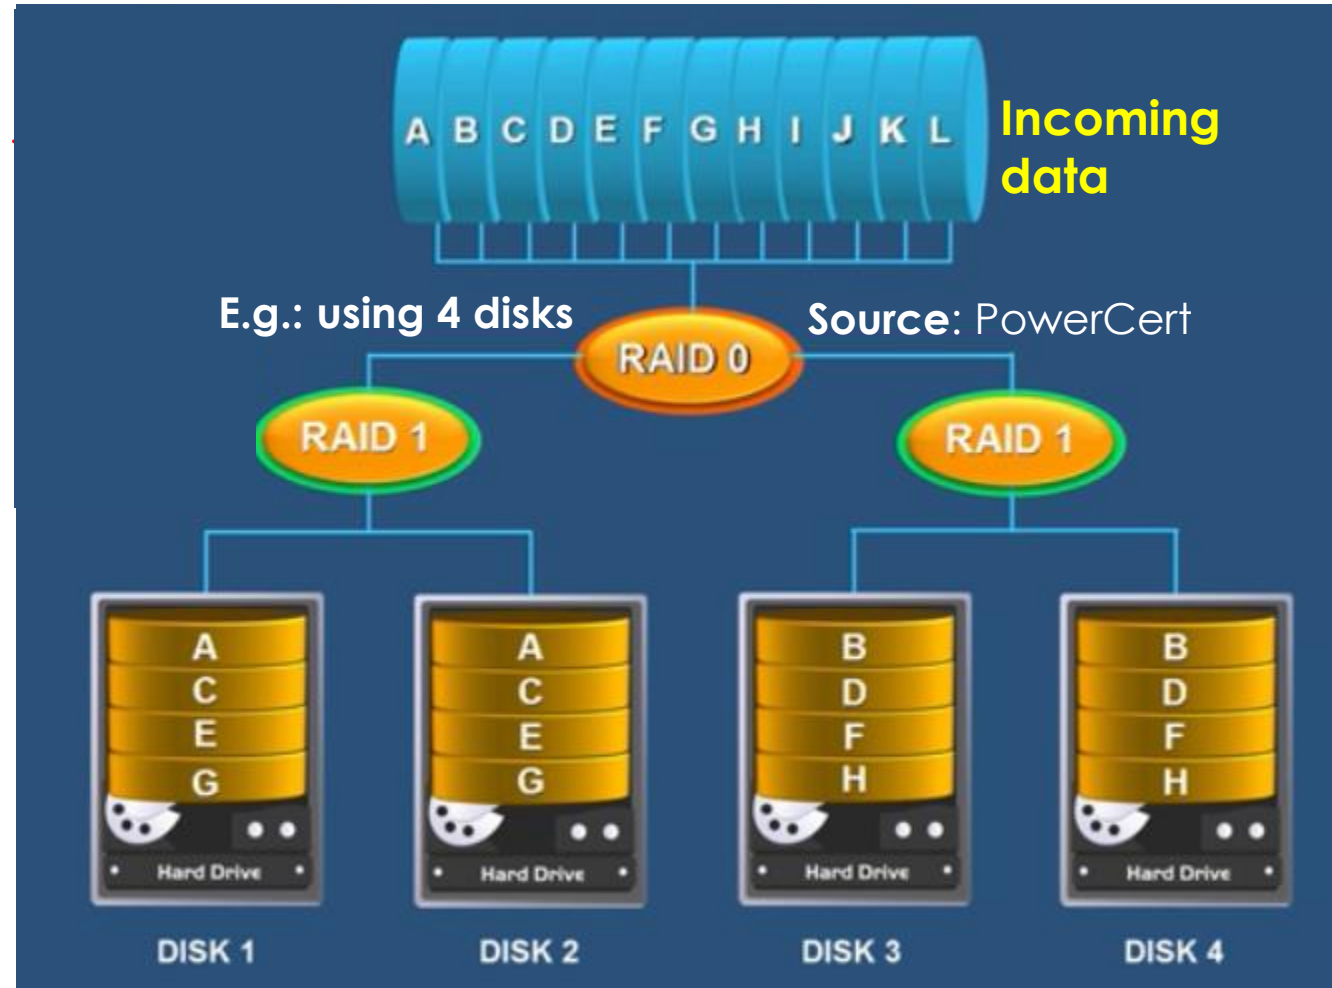 A B C D E F G H I J K L
Incoming
data
E.g.: using 4 disks
Source: PowerCert
RAID 0
RAID 1
RAID 1
A
C
E
G
Hard Drive
DISK 1
A
C
E
G
Hard Drive
DISK 2
B
D
F
H
Hard Drive
DISK 3
B
D
F
H
Hard Drive
DISK 4